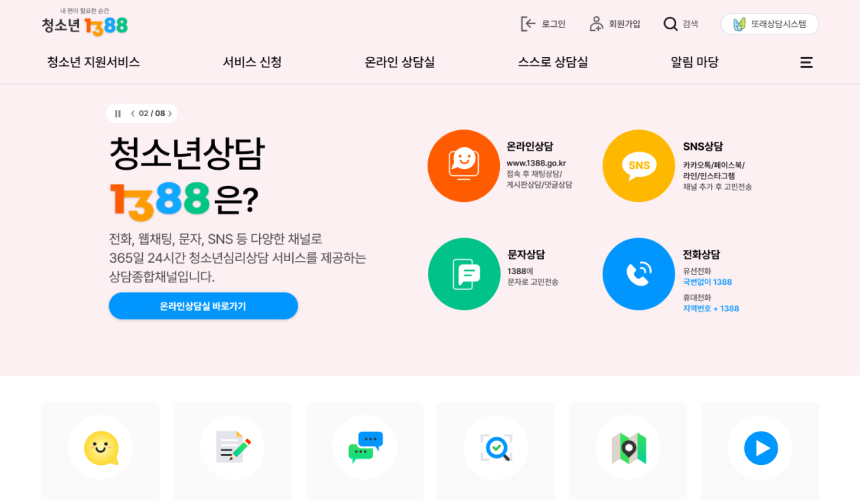 내 편이 필요한 순간
청소년 1388
로그인
회원가입
검색
또래상담시스템
청소년 지원서비스
서비스 신청
온라인 상담실
스스로 상담실
알림 마당
02 / 08
청소년상담
1388은?
전화, 웹채팅, 문자, SNS 등 다양한 채널로
365일 24시간 청소년심리상담 서비스를 제공하는
상담종합채널입니다.
온라인상담실 바로가기
온라인상담
www.1388.go.kr
접속 후 채팅상담/
게시판상담/댓글상담
SNS
SNS상담
카카오톡/페이스북/
라인/인스타그램
채널 추가 후 고민전송
문자상담
1388에
문자로 고민전송
전화상담
유선전화
국번없이 1388
휴대전화
지역번호 + 1388